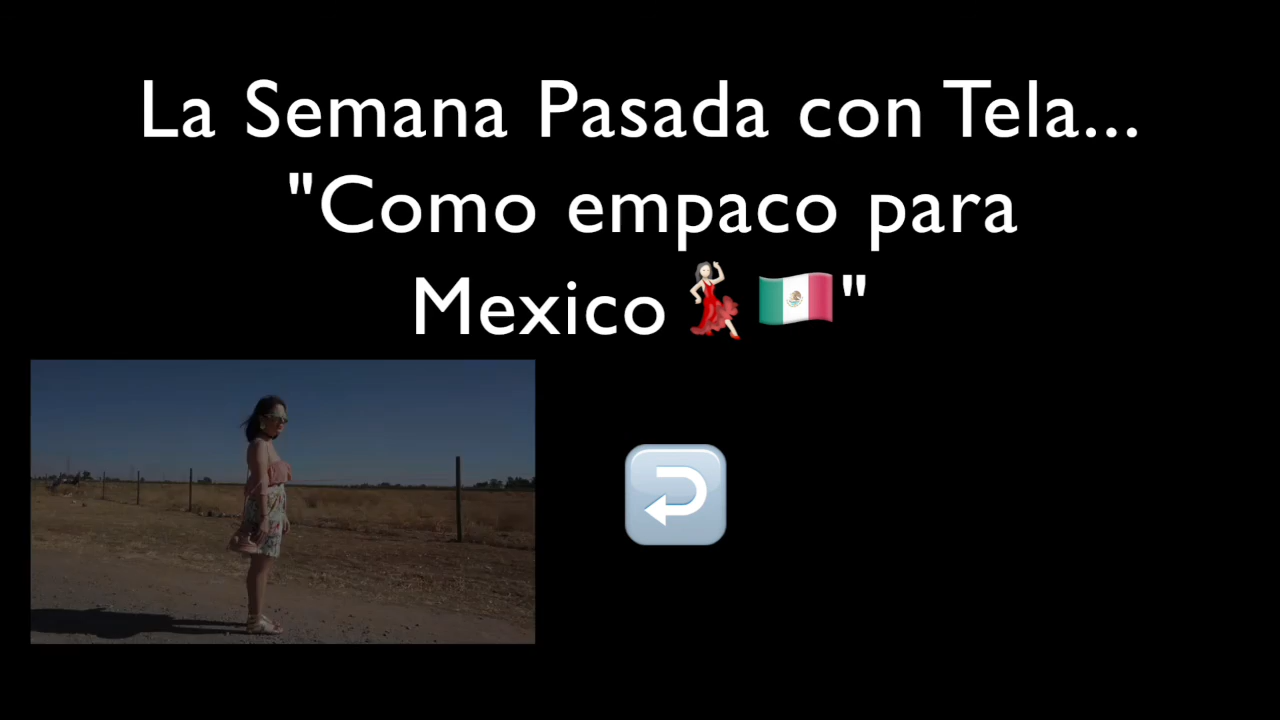 La Semana Pasada con Tela...
"Como empaco para
Mexico💃🏻🇲🇽"